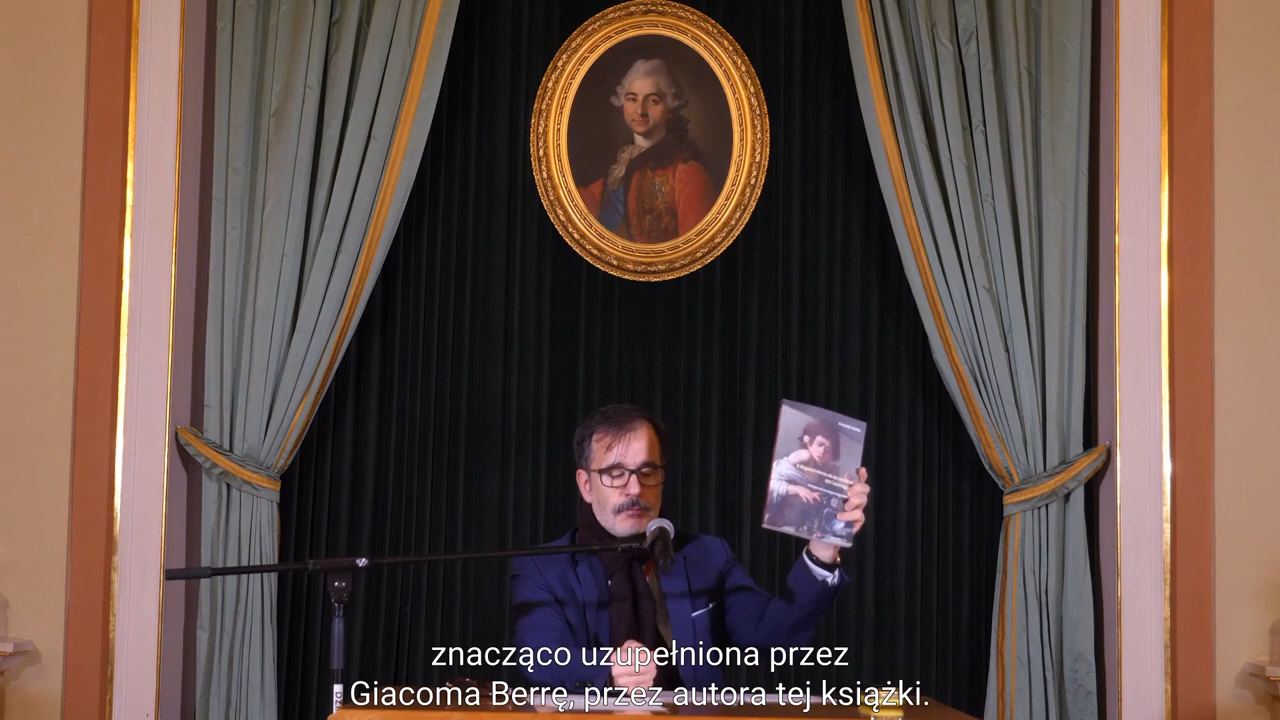 znacząco uzupełniona przez
Giacoma Berrę, przez autora tej książki.